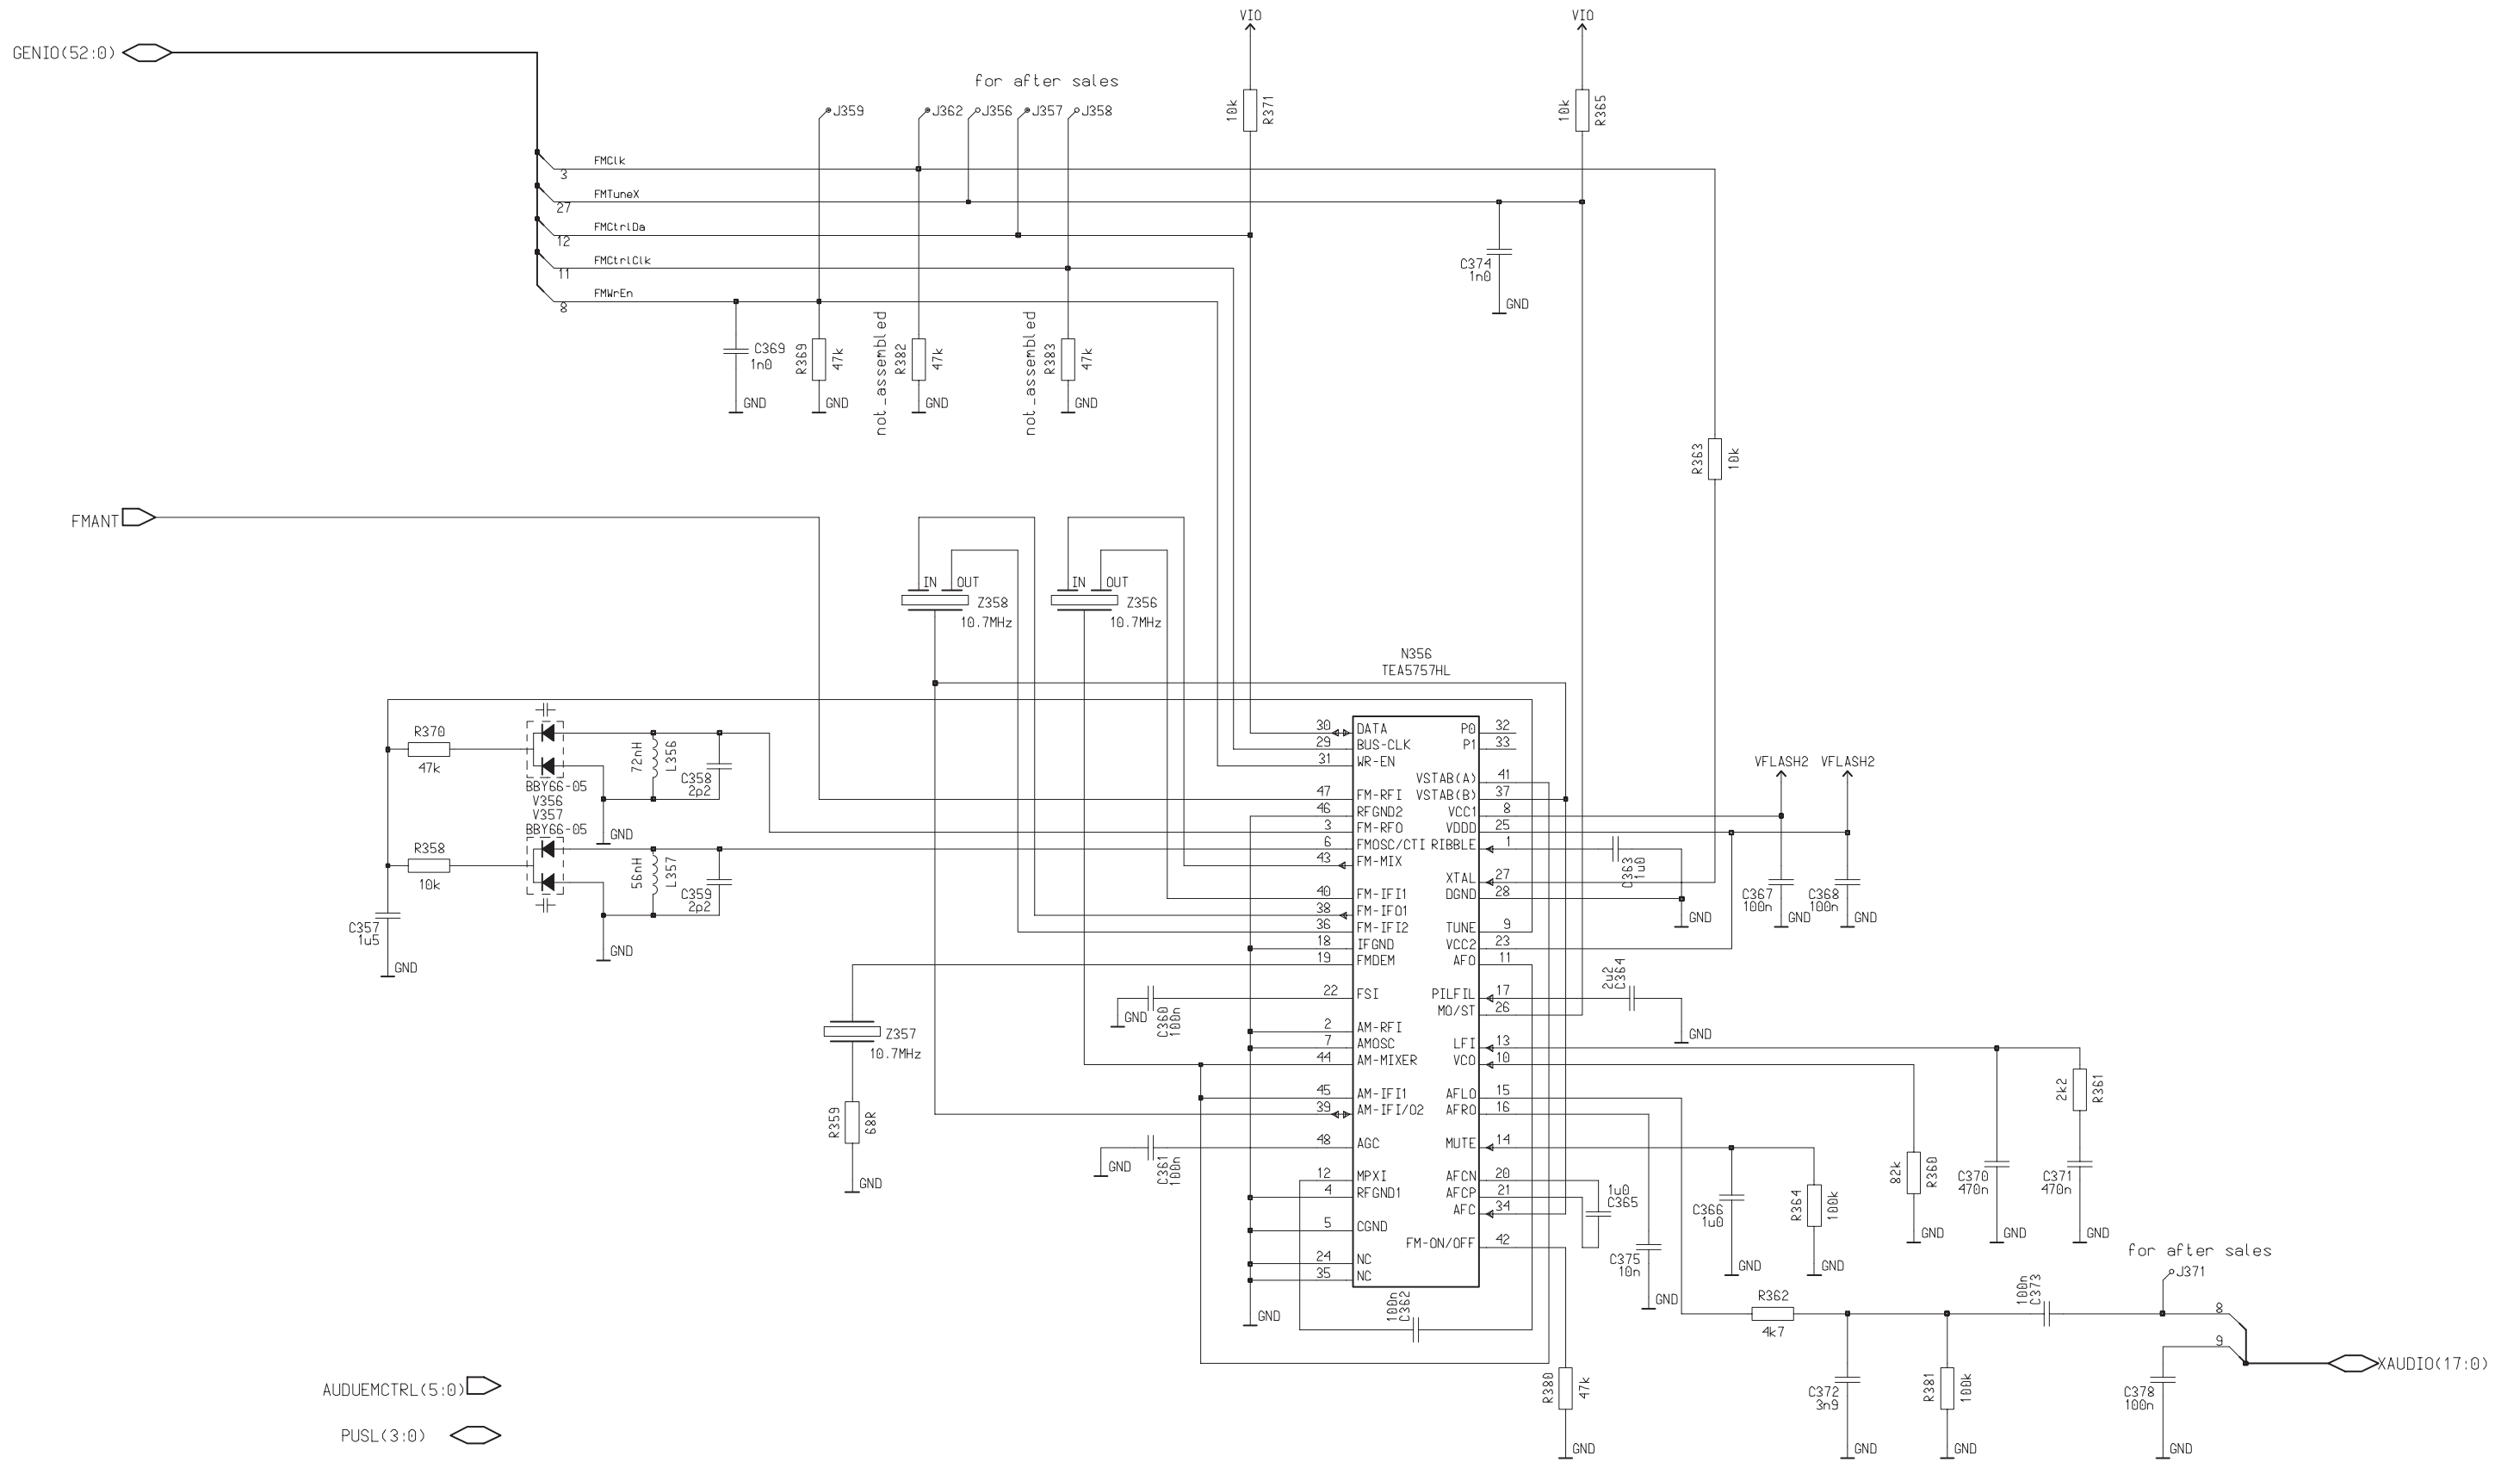 VIO
VIO
GENIO(52:0)
for after sales
J359
J362
J356
J357
J358
10k
R371
10k
R365
FMClk
3
FMTuneX
27
FMCtrlDa
12
FMCtrlClk
11
FMWrEn
8
C374
1n0
GND
not_assembled
not_assembled
C369
1n0
R369
47k
R382
47k
R383
47k
GND
GND
GND
GND
R363
10k
FMANT
IN
OUT
Z358
10.7MHz
IN
OUT
Z356
10.7MHz
N356
TEA5757HL
R370
47k
BBY66-05
V356
V357
BBY66-05
72nH
L356
C358
2p2
GND
R358
10k
56nH
L357
C359
2p2
GND
C357
1u5
GND
30 DATA
29 BUS-CLK
31 WR-EN
47 FM-RFI
46 RFGND2
3 FM-RFO
6 FMOSC/CTI
43 FM-MIX
40 FM-IFI1
38 FM-IFO1
36 FM-IFI2
18 IFGND
19 FMDEM
22 FSI
2 AM-RFI
7 AMOSC
44 AM-MIXER
45 AM-IFI1
39 AM-IFI/O2
48 AGC
12 MPXI
4 RFGND1
5 CGND
24 NC
35 NC
P0 32
P1 33
VSTAB(A) 41
VSTAB(B) 37
VCC1 8
VDDD 25
RIBBLE 1
XTAL 27
DGND 28
TUNE 9
VCC2 23
AFO 11
PILFIL 17
MO/ST 26
LFI 13
VCO 10
AFLO 15
AFRO 16
MUTE 14
AFCN 20
AFCP 21
AFC 34
FM-ON/OFF 42
VFLASH2
VFLASH2
C363
1u0
GND
C367
100n
GND
C368
100n
GND
2u2
C364
GND
GND
C360
100n
Z357
10.7MHz
R359
68R
GND
GND
C361
100n
GND
100n
C362
1u0
C365
C375
10n
GND
C366
1u0
GND
R364
100k
GND
82k
R360
GND
C370
470n
GND
2k2
R361
C371
470n
GND
for after sales
J371
R362
4k7
100n
C373
8
9
XAUDIO(17:0)
R380
47k
GND
C372
3n9
GND
R381
100k
GND
C378
100n
GND
AUDUEMCTRL(5:0)
PUSL(3:0)